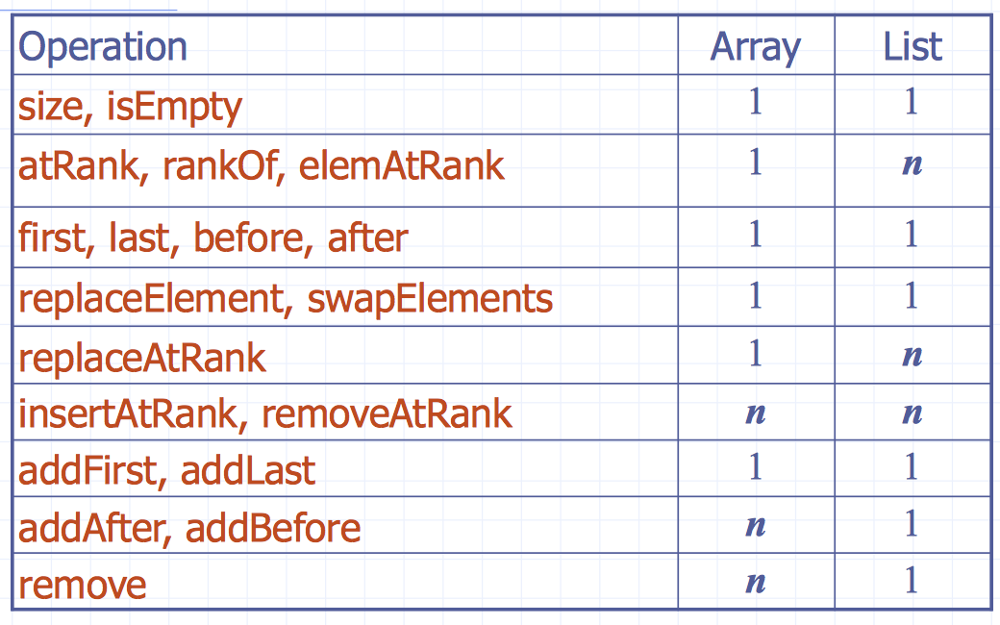 Operation Array List
size, isEmpty 1 1
atRank, rankOf, elemAtRank 1 n
first, last, before, after 1 1
replaceElement, swapElements 1 1
replaceAtRank 1 n
insertAtRank, removeAtRank n n
addFirst, addLast 1 1
addAfter, addBefore n 1
remove n 1